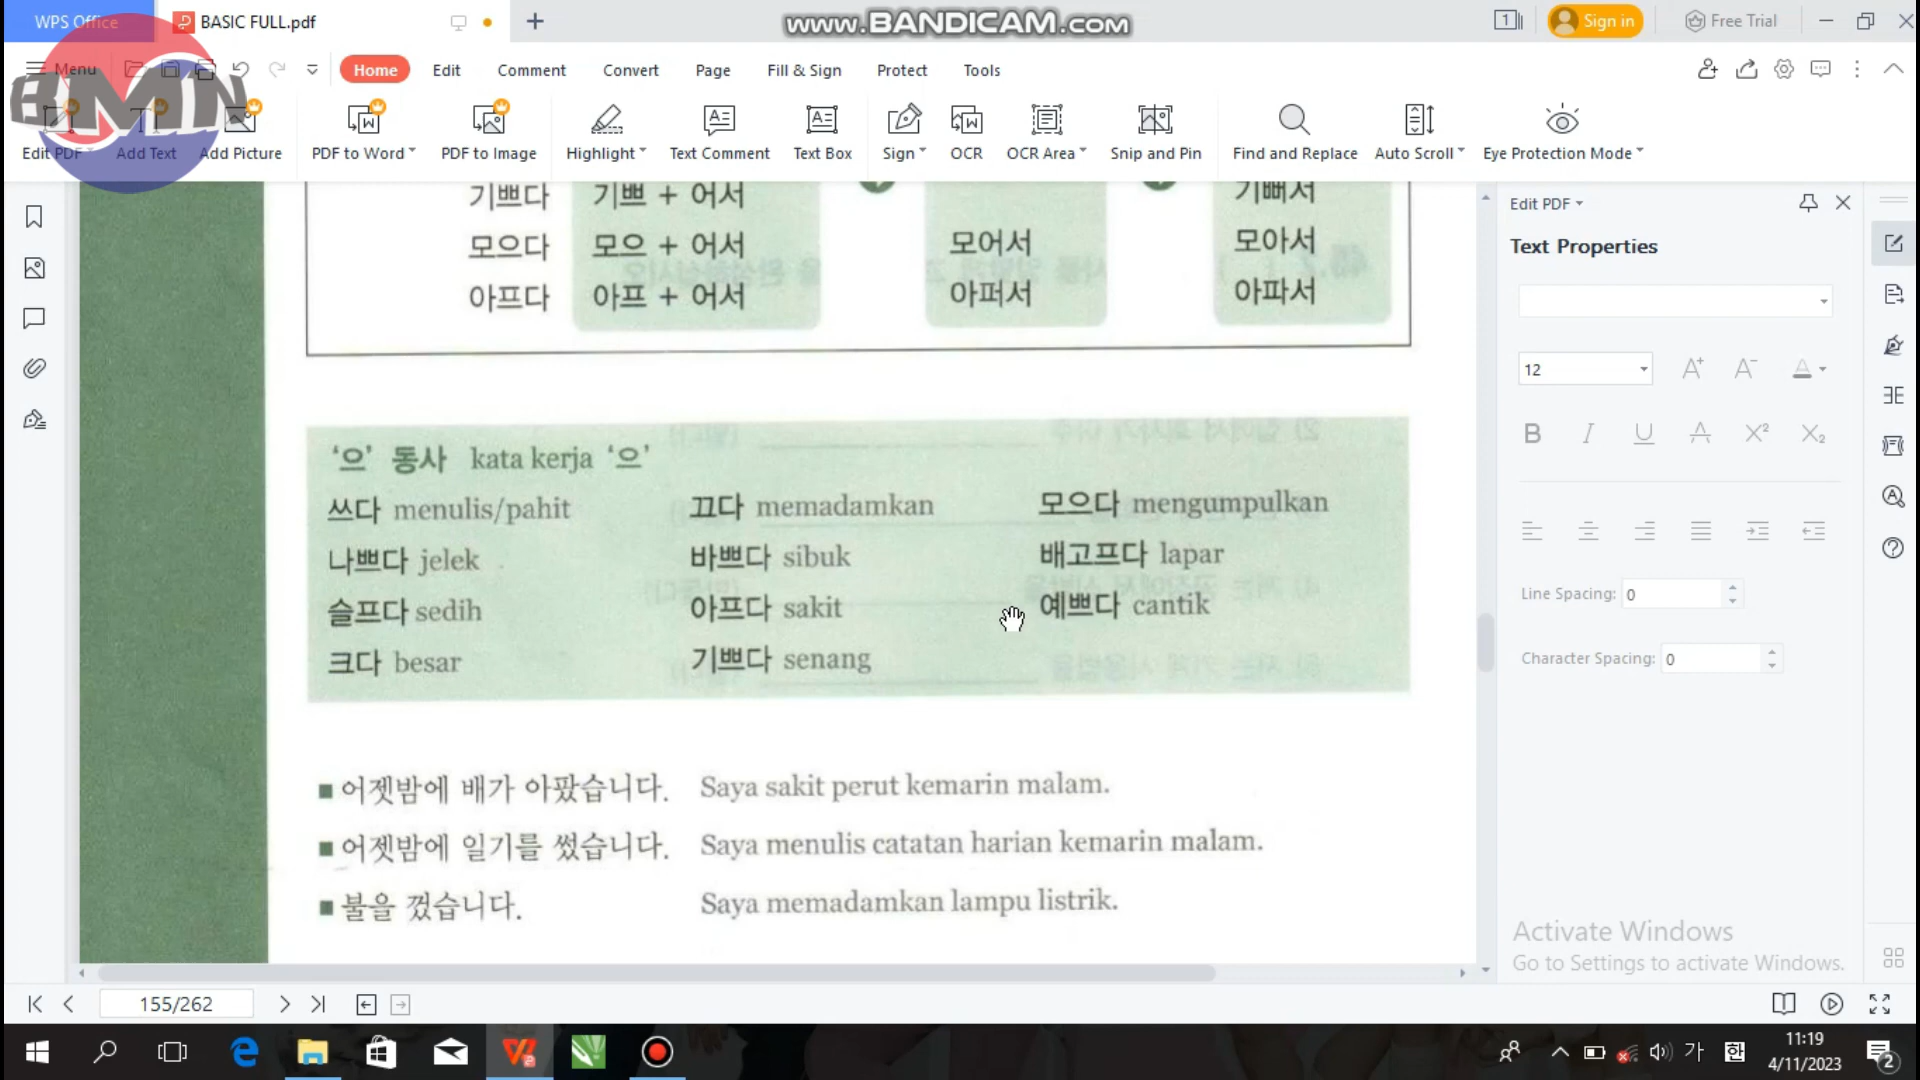 WPS Office
BASIC FULL.pdf
www.BANDICAM.com
1
Sign in
Free Trial
BMN
Menu
Home
Edit
Comment
Convert
Page
Fill & Sign
Protect
Tools
Edit PDF
Add Text
Add Picture
PDF to Word
PDF to Image
Highlight
Text Comment
Text Box
Sign
OCR
OCR Area
Snip and Pin
Find and Replace
Auto Scroll
Eye Protection Mode
기쁘다 기쁘 + 어서 기뻐서
모으다 모으 + 어서 모어서 모아서
아프다 아프 + 어서 아퍼서 아파서
‘으’ 동사 kata kerja ‘으’
쓰다 menulis/pahit 끄다 memadamkan 모으다 mengumpulkan
나쁘다 jelek 바쁘다 sibuk 배고프다 lapar
슬프다 sedih 아프다 sakit 예쁘다 cantik
크다 besar 기쁘다 senang
■ 어젯밤에 배가 아팠습니다. Saya sakit perut kemarin malam.
■ 어젯밤에 일기를 썼습니다. Saya menulis catatan harian kemarin malam.
■ 불을 껐습니다. Saya memadamkan lampu listrik.
Edit PDF
Text Properties
12
Line Spacing: 0
Character Spacing: 0
Activate Windows
Go to Settings to activate Windows.
155/262
가 한
11:19
4/11/2023
2